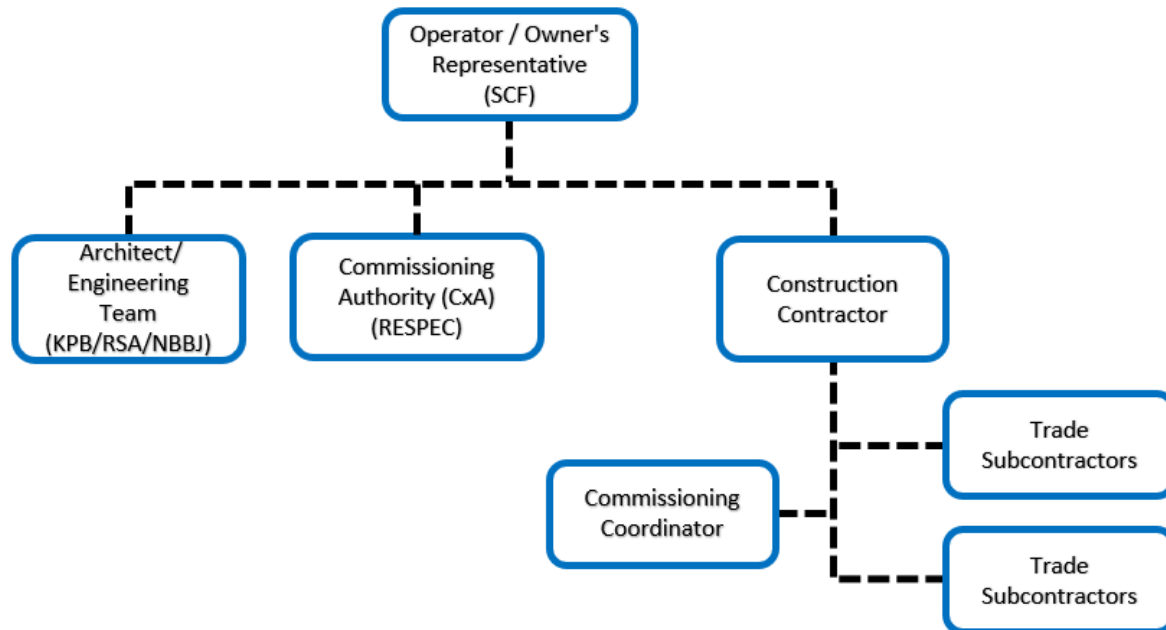 Operator / Owner's
Representative
(SCF)
Architect/
Engineering
Team
(KPB/RSA/NBBJ)
Commissioning
Authority (CxA)
(RESPEC)
Construction
Contractor
Trade
Subcontractors
Commissioning
Coordinator
Trade
Subcontractors